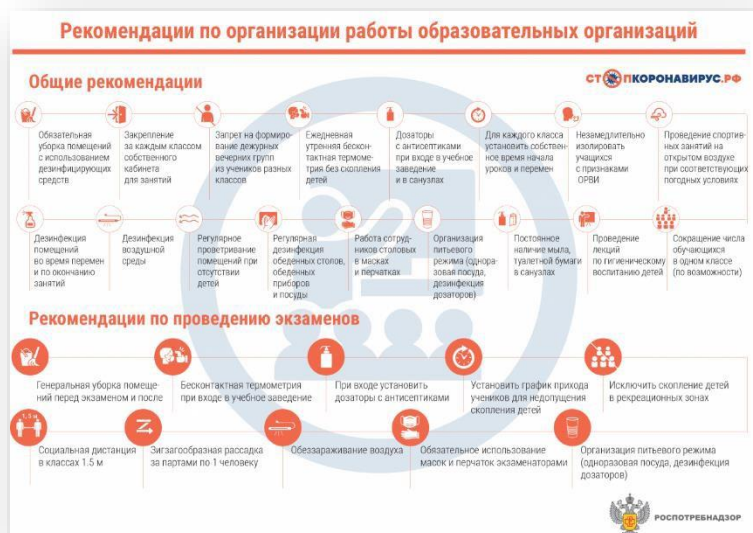 Рекомендации по организации работы образовательных организаций
Общие рекомендации
СТОПКОРОНАВИРУС.РФ
Обязательная
уборка помещений
с использованием
дезинфицирующих
средств
Закрепление
за каждым классом
собственного
кабинета
для занятий
Запрет на формиро-
вание дежурных
вечерних групп
из учеников разных
классов
Ежедневная
утренняя бескон-
тактная термомет-
рия без скопления
детей
Дозаторы
с антисептиками
при входе в учебное
заведение
и в санузлах
Для каждого класса
установить собствен-
ное время начала
уроков и перемен
Незамедлительно
изолировать
учащихся
с признаками
ОРВИ
Проведение спортив-
ных занятий на
открытом воздухе
при соответствующих
погодных условиях
Дезинфекция
помещений
во время перемен
и по окончанию
занятий
Дезинфекция
воздушной
среды
Регулярное
проветривание
помещений при
отсутствии
детей
Регулярная
дезинфекция
обеденных столов,
обеденных
приборов
и посуды
Работа сотруд-
ников столовых
в масках
и перчатках
Организация
питьевого
режима (однора-
зовая посуда,
дезинфекция
дозаторов)
Постоянное
наличие мыла,
туалетной бумаги
в санузлах
Проведение
лекций
по гигиеническому
воспитанию детей
Сокращение числа
обучающихся
в одном классе
(по возможности)
Рекомендации по проведению экзаменов
Генеральная уборка помеще-
ний перед экзаменом и после
Бесконтактная термометрия
при входе в учебное заведение
При входе установить
дозаторы с антисептиками
Установить график прихода
учеников для недопущения
скопления детей
Исключить скопление детей
в рекреационных зонах
1,5 м
Социальная дистанция
в классах 1.5 м
Зигзагообразная рассадка
за партами по 1 человеку
Обеззараживание воздуха
Обязательное использование
масок и перчаток экзаменаторами
Организация питьевого режима
(одноразовая посуда, дезинфекция
дозаторов)
РОСПОТРЕБНАДЗОР